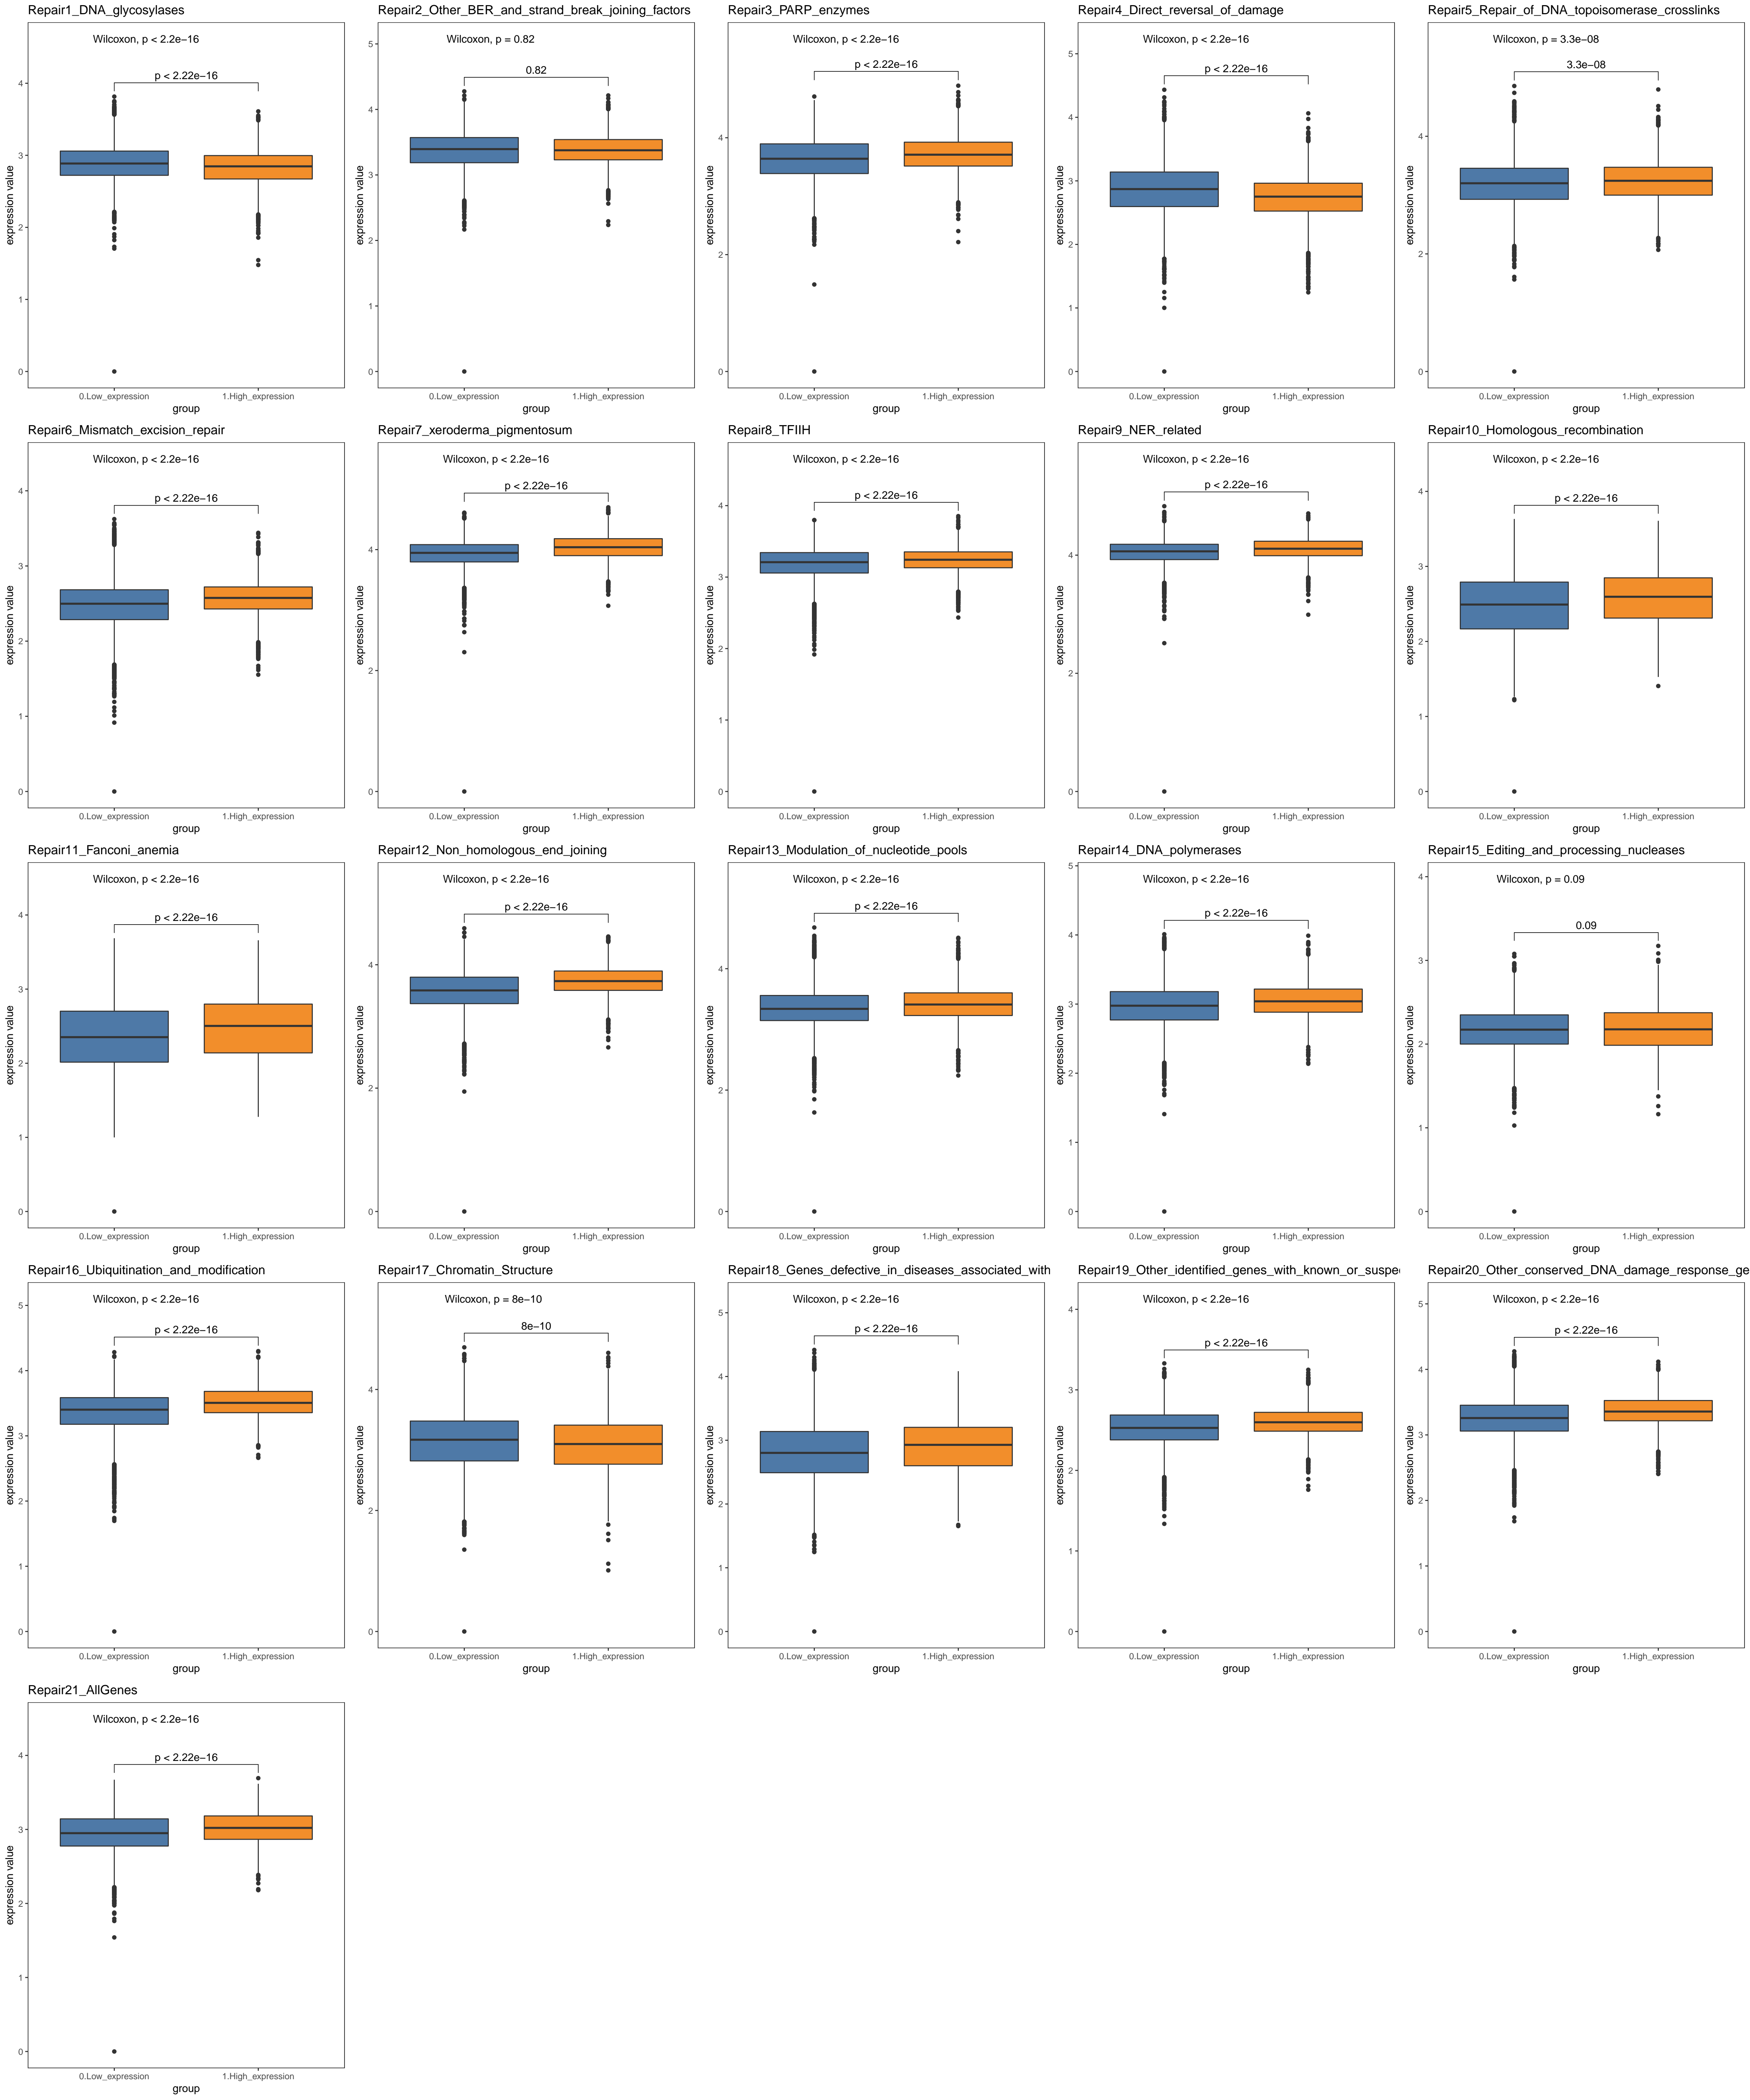 Repair1_DNA_glycosylases
Wilcoxon, p < 2.2e−16
p < 2.22e−16
4
3
2
1
0
expression value
0.Low_expression 1.High_expression
group
Repair2_Other_BER_and_strand_break_joining_factors
Wilcoxon, p = 0.82
0.82
5
4
3
2
1
0
expression value
0.Low_expression 1.High_expression
group
Repair3_PARP_enzymes
Wilcoxon, p < 2.2e−16
p < 2.22e−16
4
2
0
expression value
0.Low_expression 1.High_expression
group
Repair4_Direct_reversal_of_damage
Wilcoxon, p < 2.2e−16
p < 2.22e−16
5
4
3
2
1
0
expression value
0.Low_expression 1.High_expression
group
Repair5_Repair_of_DNA_topoisomerase_crosslinks
Wilcoxon, p = 3.3e−08
3.3e−08
4
2
0
expression value
0.Low_expression 1.High_expression
group
Repair6_Mismatch_excision_repair
Wilcoxon, p < 2.2e−16
p < 2.22e−16
4
3
2
1
0
expression value
0.Low_expression 1.High_expression
group
Repair7_xeroderma_pigmentosum
Wilcoxon, p < 2.2e−16
p < 2.22e−16
4
2
0
expression value
0.Low_expression 1.High_expression
group
Repair8_TFIIH
Wilcoxon, p < 2.2e−16
p < 2.22e−16
4
3
2
1
0
expression value
0.Low_expression 1.High_expression
group
Repair9_NER_related
Wilcoxon, p < 2.2e−16
p < 2.22e−16
4
2
0
expression value
0.Low_expression 1.High_expression
group
Repair10_Homologous_recombination
Wilcoxon, p < 2.2e−16
p < 2.22e−16
4
3
2
1
0
expression value
0.Low_expression 1.High_expression
group
Repair11_Fanconi_anemia
Wilcoxon, p < 2.2e−16
p < 2.22e−16
4
3
2
1
0
expression value
0.Low_expression 1.High_expression
group
Repair12_Non_homologous_end_joining
Wilcoxon, p < 2.2e−16
p < 2.22e−16
4
2
0
expression value
0.Low_expression 1.High_expression
group
Repair13_Modulation_of_nucleotide_pools
Wilcoxon, p < 2.2e−16
p < 2.22e−16
4
2
0
expression value
0.Low_expression 1.High_expression
group
Repair14_DNA_polymerases
Wilcoxon, p < 2.2e−16
p < 2.22e−16
5
4
3
2
1
0
expression value
0.Low_expression 1.High_expression
group
Repair15_Editing_and_processing_nucleases
Wilcoxon, p = 0.09
0.09
4
3
2
1
0
expression value
0.Low_expression 1.High_expression
group
Repair16_Ubiquitination_and_modification
Wilcoxon, p < 2.2e−16
p < 2.22e−16
5
4
3
2
1
0
expression value
0.Low_expression 1.High_expression
group
Repair17_Chromatin_Structure
Wilcoxon, p = 8e−10
8e−10
4
2
0
expression value
0.Low_expression 1.High_expression
group
Repair18_Genes_defective_in_diseases_associated_with
Wilcoxon, p < 2.2e−16
p < 2.22e−16
5
4
3
2
1
0
expression value
0.Low_expression 1.High_expression
group
Repair19_Other_identified_genes_with_known_or_suspe
Wilcoxon, p < 2.2e−16
p < 2.22e−16
4
3
2
1
0
expression value
0.Low_expression 1.High_expression
group
Repair20_Other_conserved_DNA_damage_response_ge
Wilcoxon, p < 2.2e−16
p < 2.22e−16
5
4
3
2
1
0
expression value
0.Low_expression 1.High_expression
group
Repair21_AllGenes
Wilcoxon, p < 2.2e−16
p < 2.22e−16
4
3
2
1
0
expression value
0.Low_expression 1.High_expression
group